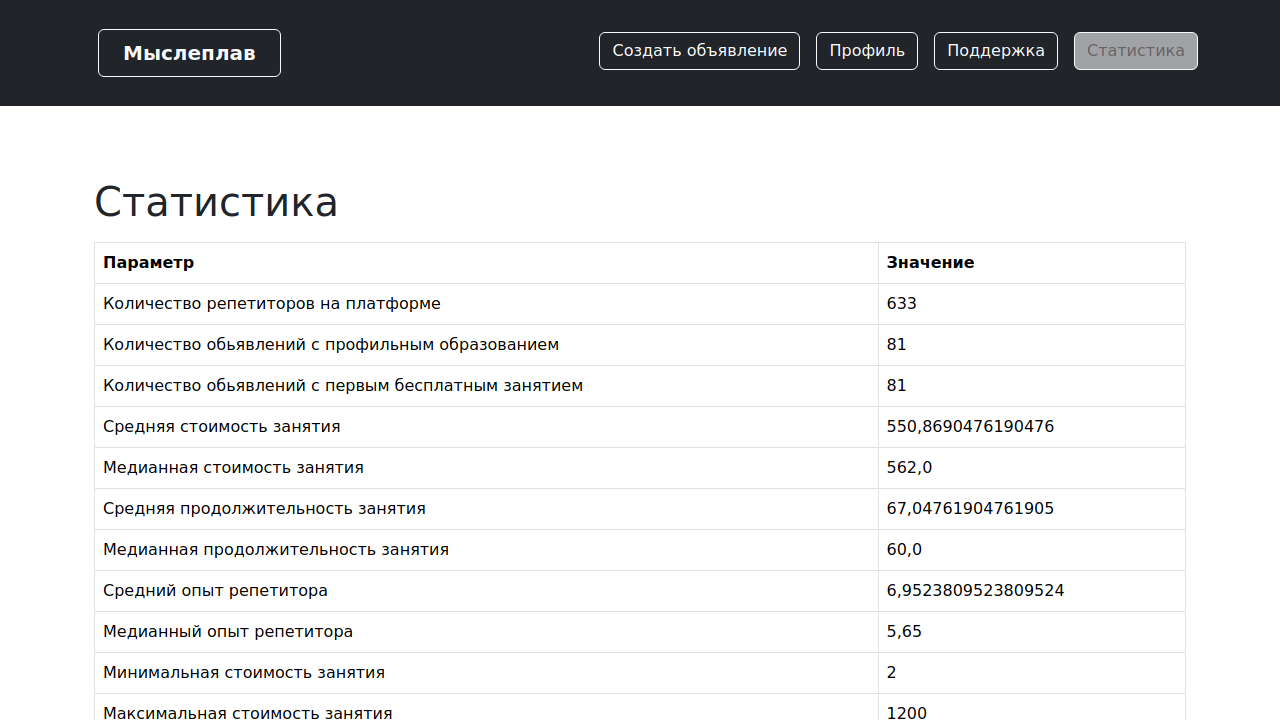 Мыслеплав
Создать объявление
Профиль
Поддержка
Статистика
Статистика
Параметр Значение
Количество репетиторов на платформе 633
Количество обьявлений с профильным образованием 81
Количество обьявлений с первым бесплатным занятием 81
Средняя стоимость занятия 550,8690476190476
Медианная стоимость занятия 562,0
Средняя продолжительность занятия 67,04761904761905
Медианная продолжительность занятия 60,0
Средний опыт репетитора 6,9523809523809524
Медианный опыт репетитора 5,65
Минимальная стоимость занятия 2
Максимальная стоимость занятия 1200